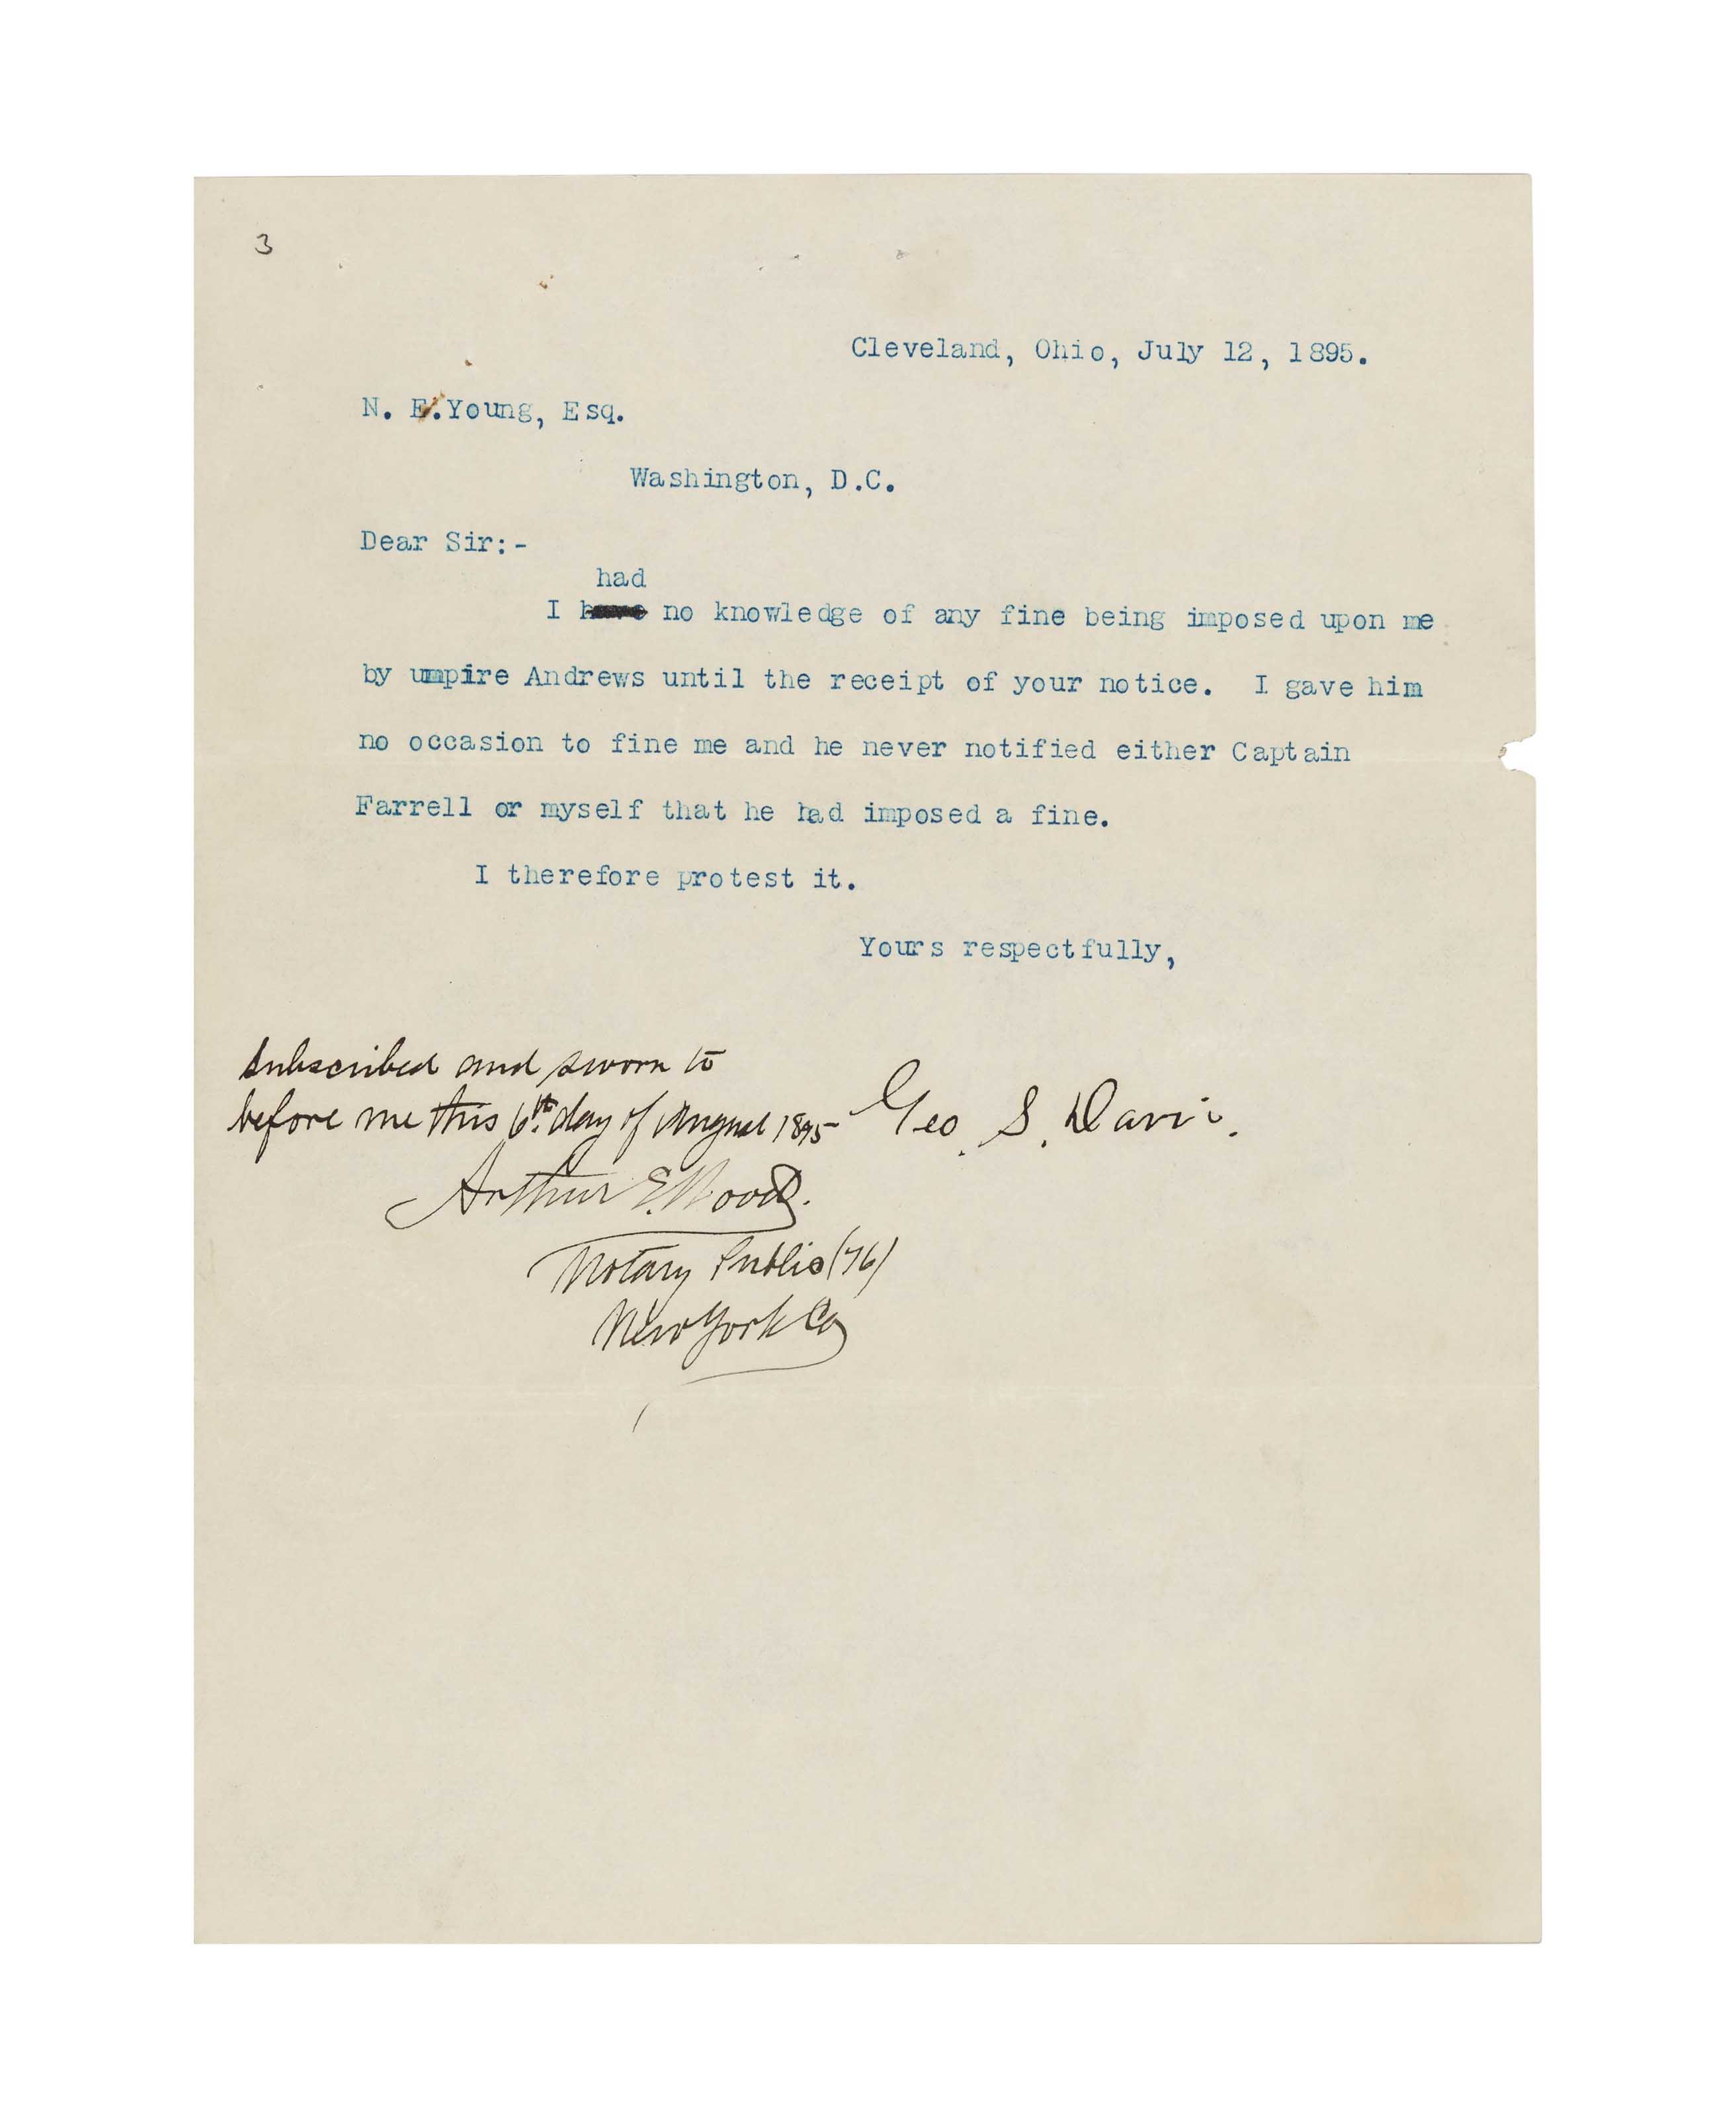 3
Cleveland, Ohio, July 12, 1895.
N. E. Young, Esq.
Washington, D.C.
Dear Sir:-
had
I have no knowledge of any fine being imposed upon me
by umpire Andrews until the receipt of your notice. I gave him
no occasion to fine me and he never notified either Captain
Farrell or myself that he had imposed a fine.
I therefore protest it.
Yours respectfully,
Subscribed and sworn to
before me this 6th day of August 1895
Geo. S. Davis.
Arthur E. Wood.
Notary Public (76)
New York Co